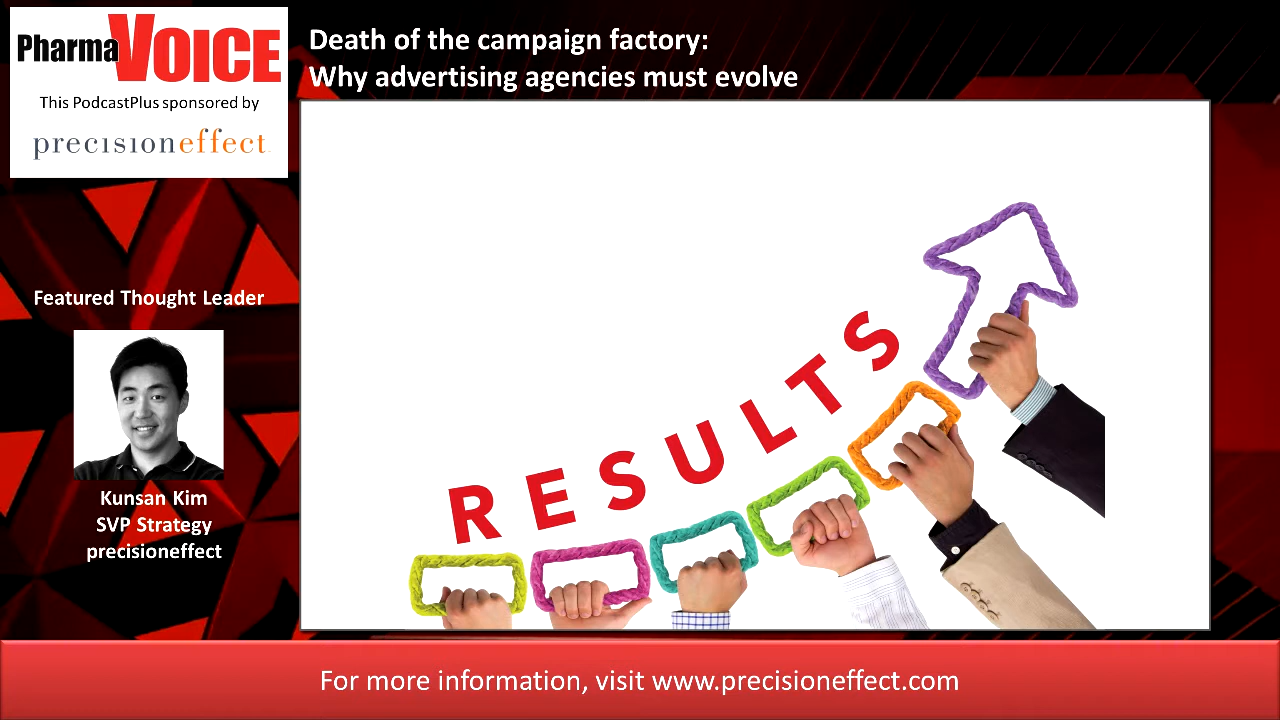 PharmaVOICE
This PodcastPlus sponsored by
precisioneffect
Death of the campaign factory:
Why advertising agencies must evolve
Featured Thought Leader
Kunsan Kim
SVP Strategy
precisioneffect
RESULTS
For more information, visit www.precisioneffect.com